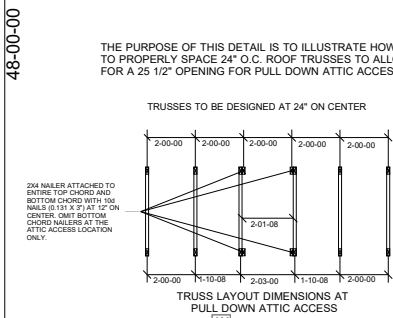 48-00-00
THE PURPOSE OF THIS DETAIL IS TO ILLUSTRATE HOW
TO PROPERLY SPACE 24" O.C. ROOF TRUSSES TO ALL
FOR A 25 1/2" OPENING FOR PULL DOWN ATTIC ACCES
TRUSSES TO BE DESIGNED AT 24" ON CENTER
2-00-00 2-00-00 2-00-00 2-00-00 2-00-00
2X4 NAILER ATTACHED TO
ENTIRE TOP CHORD AND
BOTTOM CHORD WITH 10d
NAILS (0.131 X 3") AT 12" ON
CENTER. OMIT BOTTOM
CHORD NAILERS AT THE
ATTIC ACCESS LOCATION
ONLY.
2-01-08
2-00-00 1-10-08 2-03-00 1-10-08 2-00-00
TRUSS LAYOUT DIMENSIONS AT
PULL DOWN ATTIC ACCESS